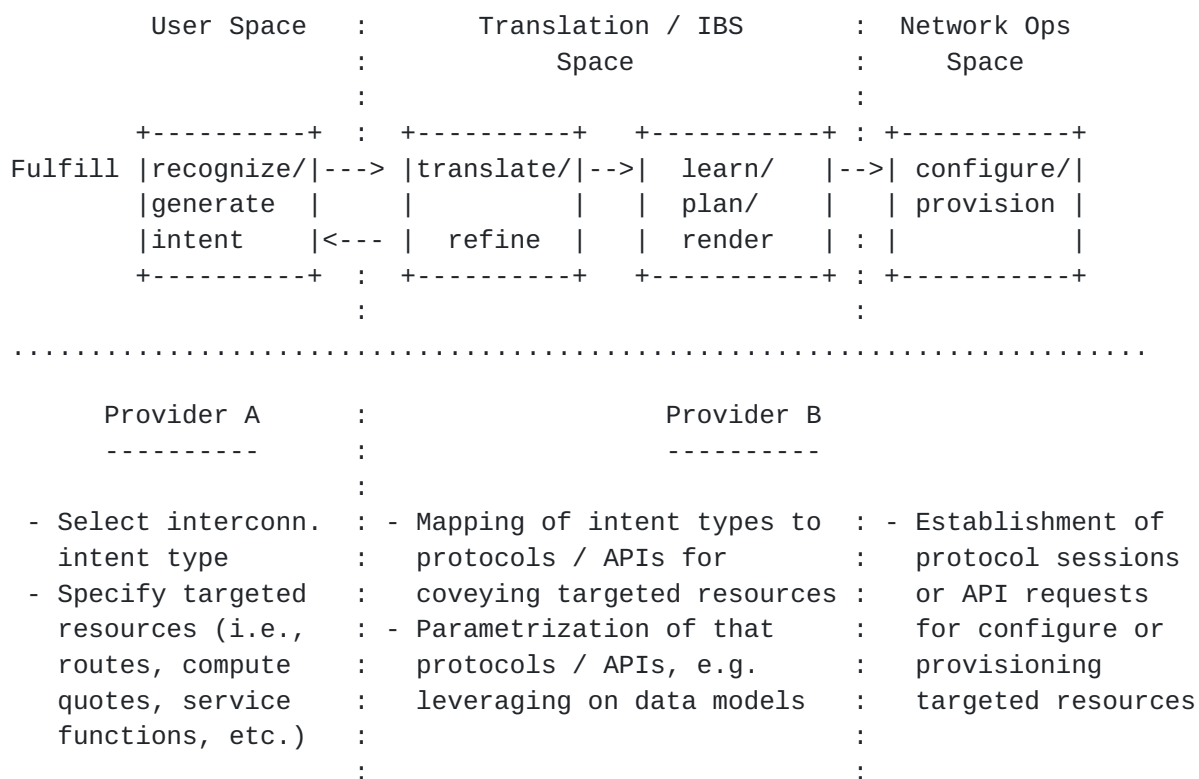 User Space   :       Translation / IBS       :  Network Ops
                      :            Space              :     Space
                      :                               :
        +----------+  :  +----------+   +-----------+ : +-----------+
Fulfill |recognize/|---> |translate/|-->|  learn/   |-->| configure/|
        |generate  |     |          |   |  plan/    |   | provision |
        |intent    |<--- |  refine  |   |  render   | : |           |
        +----------+  :  +----------+   +-----------+ : +-----------+
                      :                               :
.........................................................................
      Provider A      :                   Provider B
      ----------      :                   ----------
                      :
 - Select interconn.  : - Mapping of intent types to  : - Establishment of
   intent type        :   protocols / APIs for        :   protocol sessions
 - Specify targeted   :   coveying targeted resources :   or API requests
   resources (i.e.,   : - Parametrization of that     :   for configure or
   routes, compute    :   protocols / APIs, e.g.      :   provisioning
   quotes, service    :   leveraging on data models   :   targeted resources
   functions, etc.)   :                               :
                      :                               :